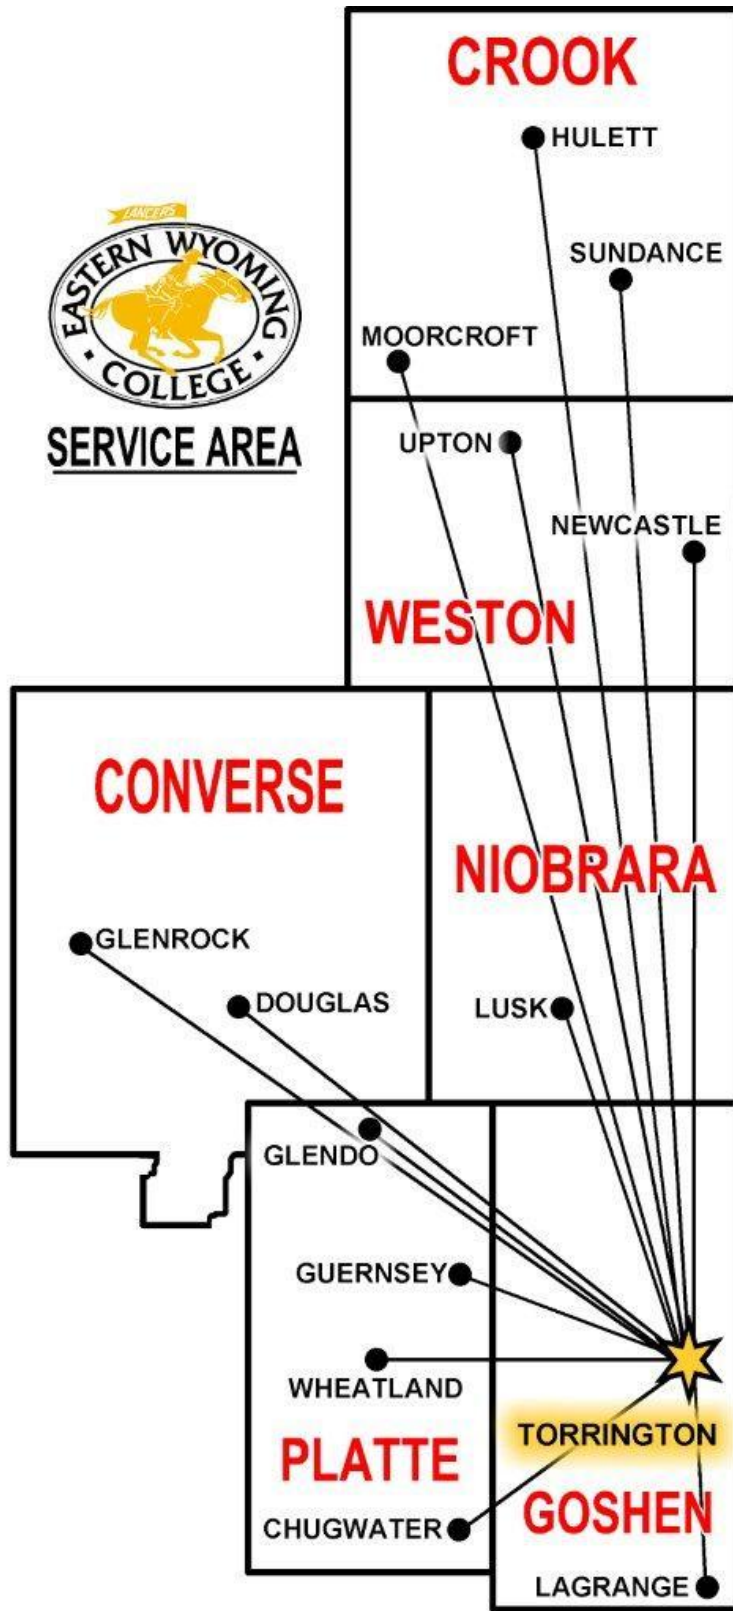 CROOK
HULETT
LANCERS
EASTERN WYOMING
• COLLEGE •
SERVICE AREA
SUNDANCE
MOORCROFT
UPTON
NEWCASTLE
WESTON
CONVERSE
NIOBRARA
GLENROCK
DOUGLAS
LUSK
GLENDO
GUERNSEY
WHEATLAND
TORRINGTON
PLATTE
GOSHEN
CHUGWATER
LAGRANGE